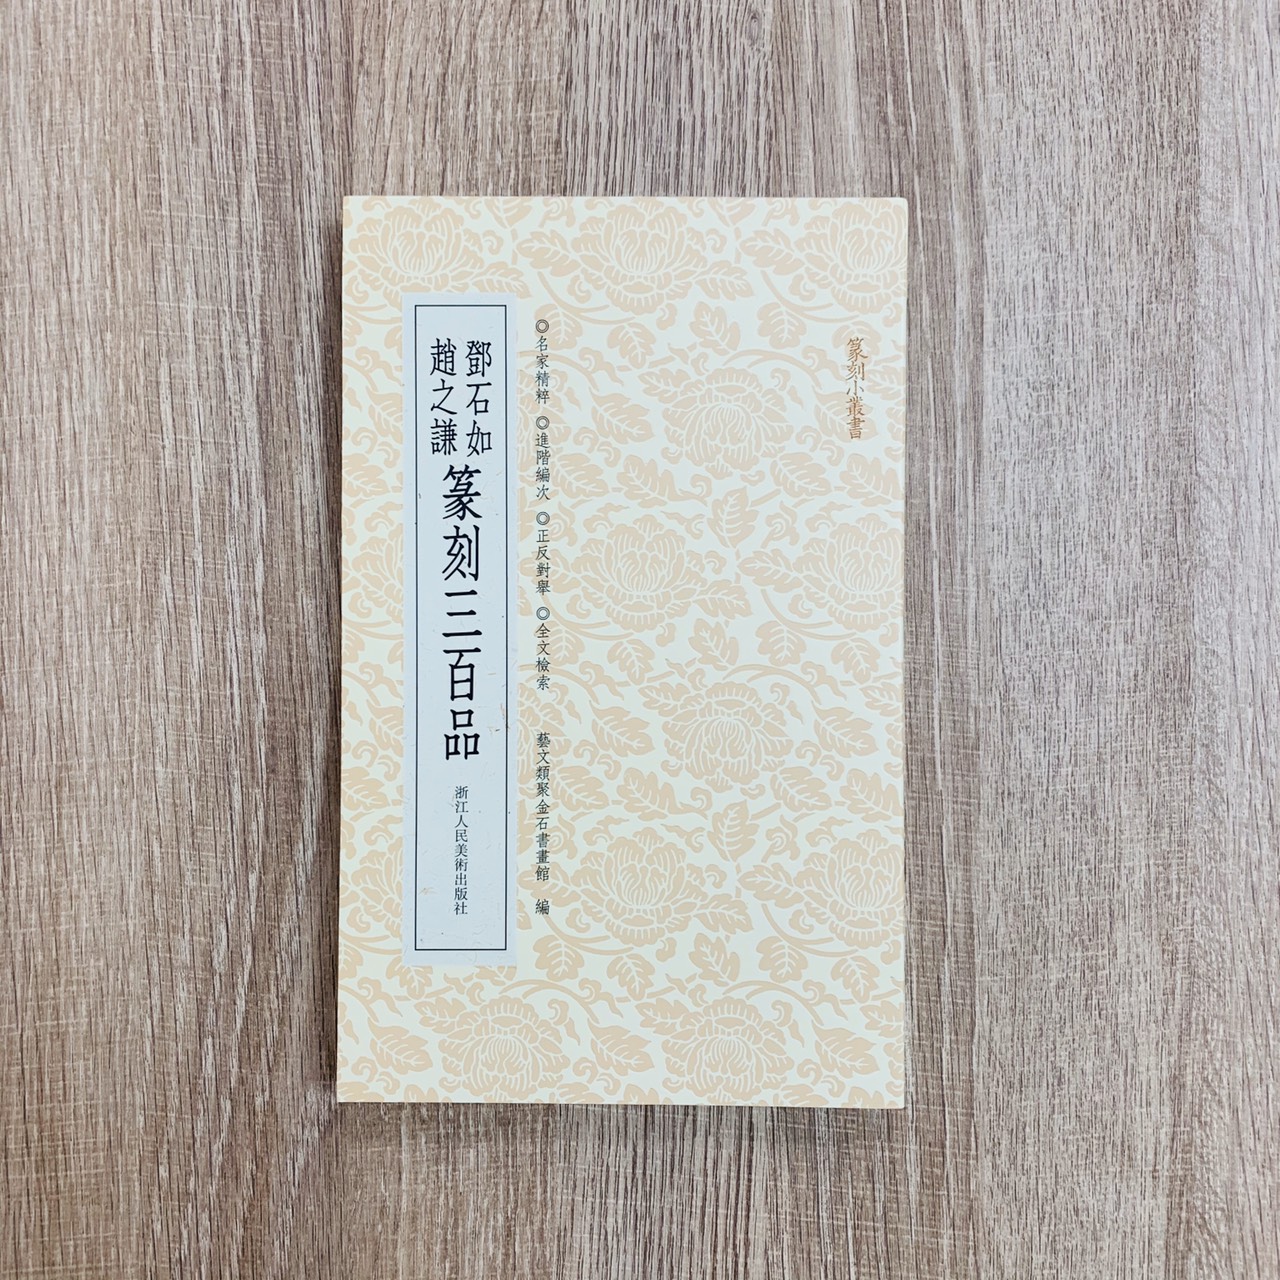 篆刻小叢書
◎名家精粹 ◎進階編次 ◎正反對舉 ◎全文檢索
藝文類聚金石書畫館 編
鄧石如
趙之謙
篆刻三百品
浙江人民美術出版社